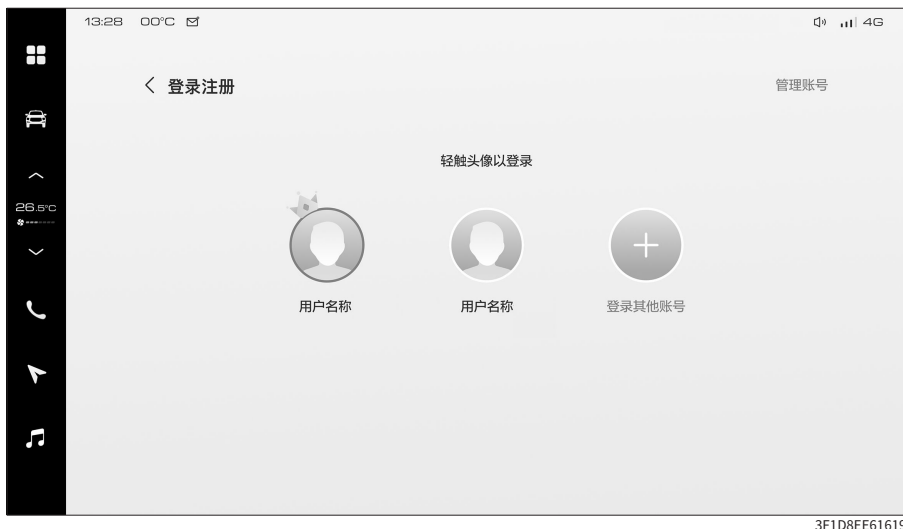 13:28 00°C 4G
登录注册 管理账号
轻触头像以登录
26.5°C
用户名称 用户名称 登录其他账号
3F1D8EF61619